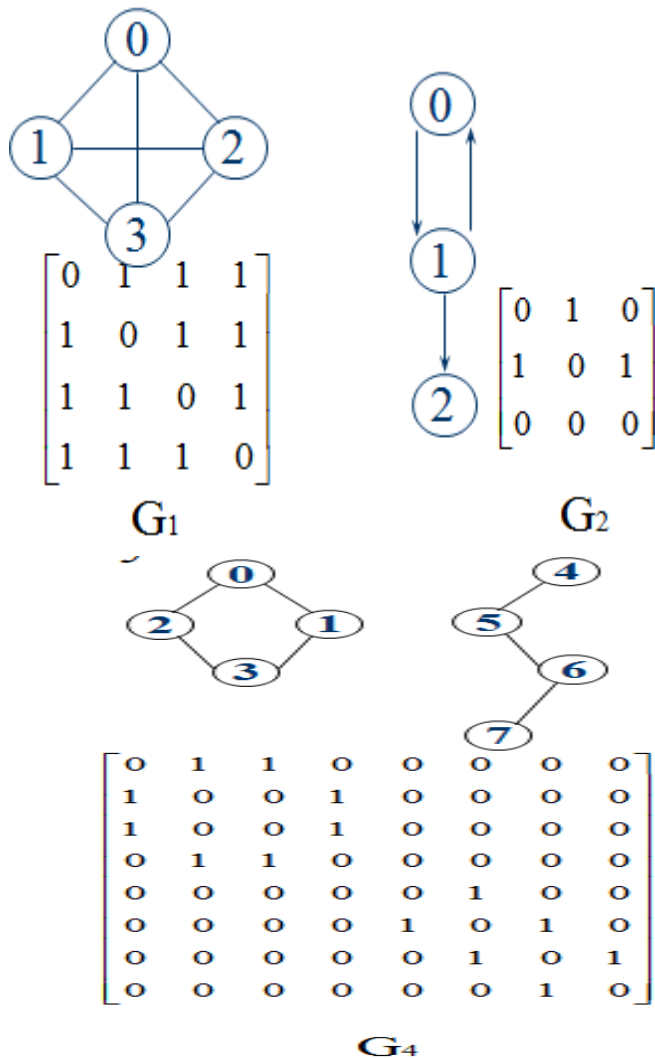 0
1 2
3
0 1 1 1
1 0 1 1
1 1 0 1
1 1 1 0
G1
0
1
2
0 1 0
1 0 1
0 0 0
G2
0
2 1
3
4
5
6
7
0 1 1 0 0 0 0 0
1 0 0 1 0 0 0 0
1 0 0 1 0 0 0 0
0 1 1 0 0 0 0 0
0 0 0 0 0 1 0 0
0 0 0 0 1 0 1 0
0 0 0 0 0 1 0 1
0 0 0 0 0 0 1 0
G4